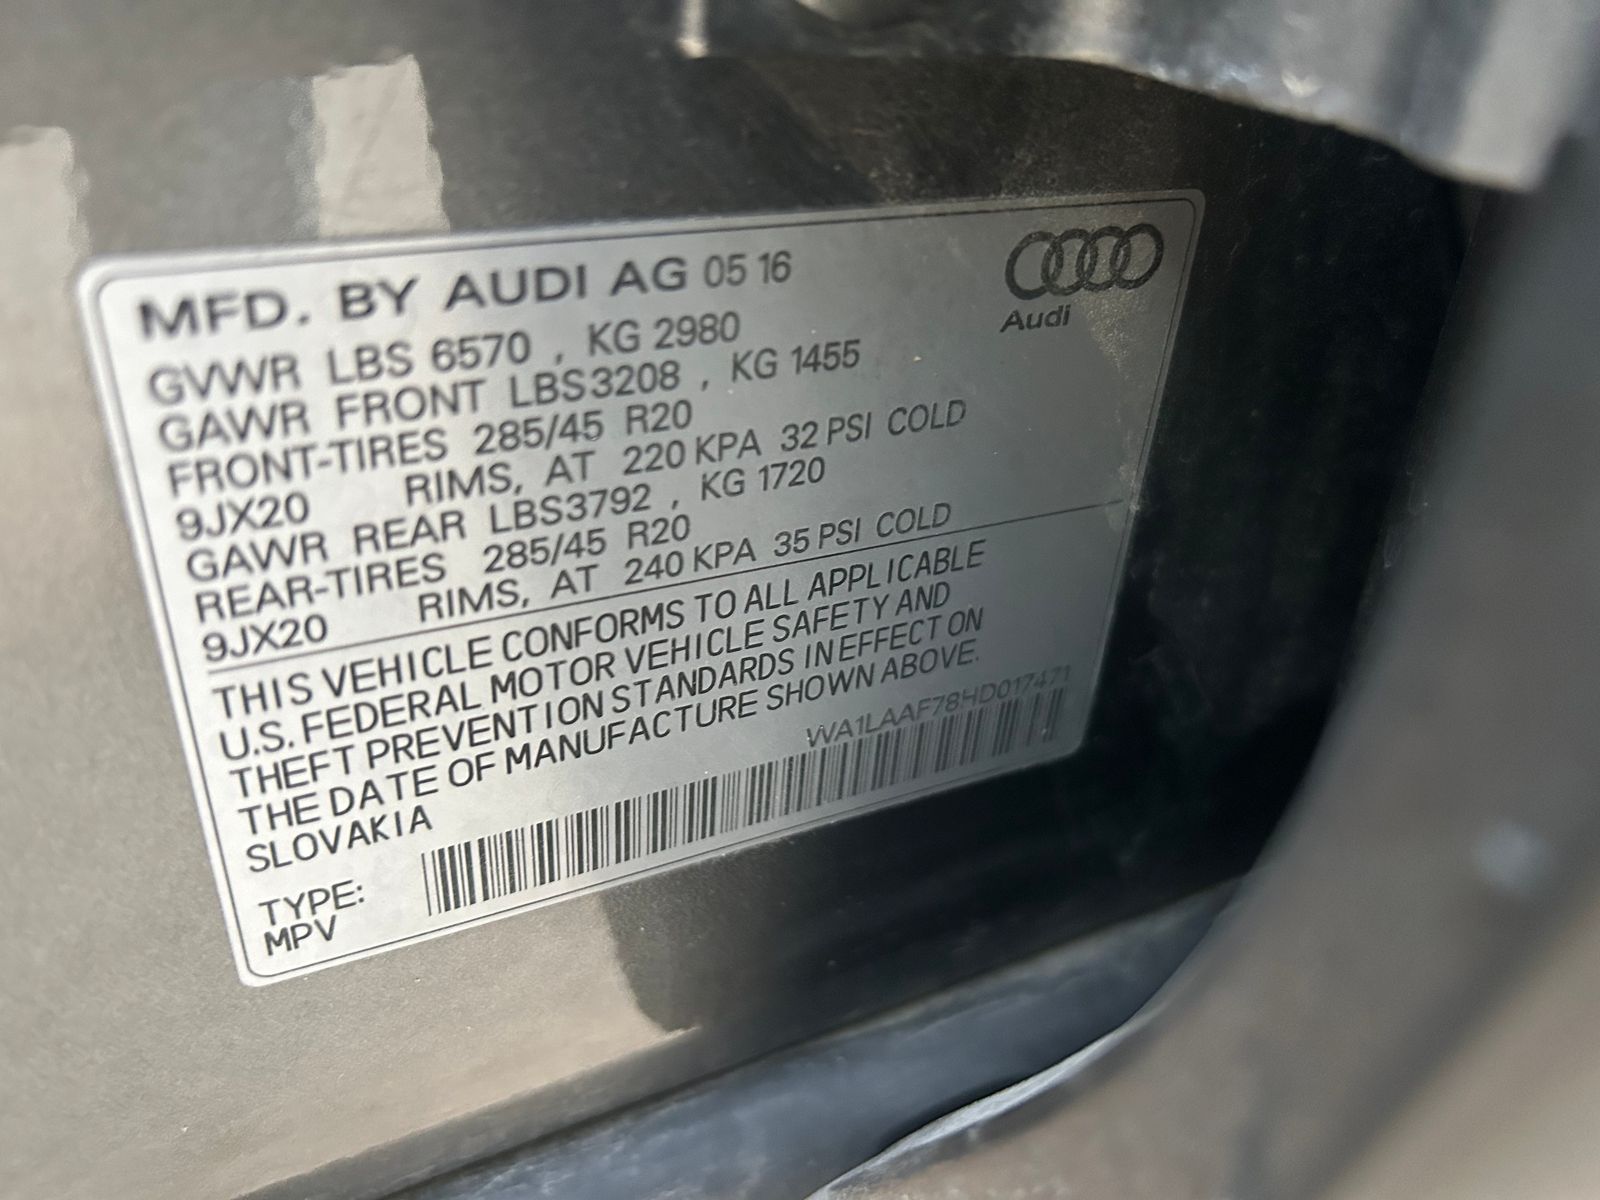 MFD. BY AUDI AG 05 16
Audi
GVWR LBS 6570 , KG 2980
GAWR FRONT LBS3208 , KG 1455
FRONT-TIRES 285/45 R20
9JX20 RIMS, AT 220 KPA 32 PSI COLD
GAWR REAR LBS3792 , KG 1720
REAR-TIRES 285/45 R20
9JX20 RIMS, AT 240 KPA 35 PSI COLD
THIS VEHICLE CONFORMS TO ALL APPLICABLE
U.S. FEDERAL MOTOR VEHICLE SAFETY AND
THEFT PREVENTION STANDARDS IN EFFECT ON
THE DATE OF MANUFACTURE SHOWN ABOVE.
SLOVAKIA
WA1LAAF78HD017471
TYPE:
MPV